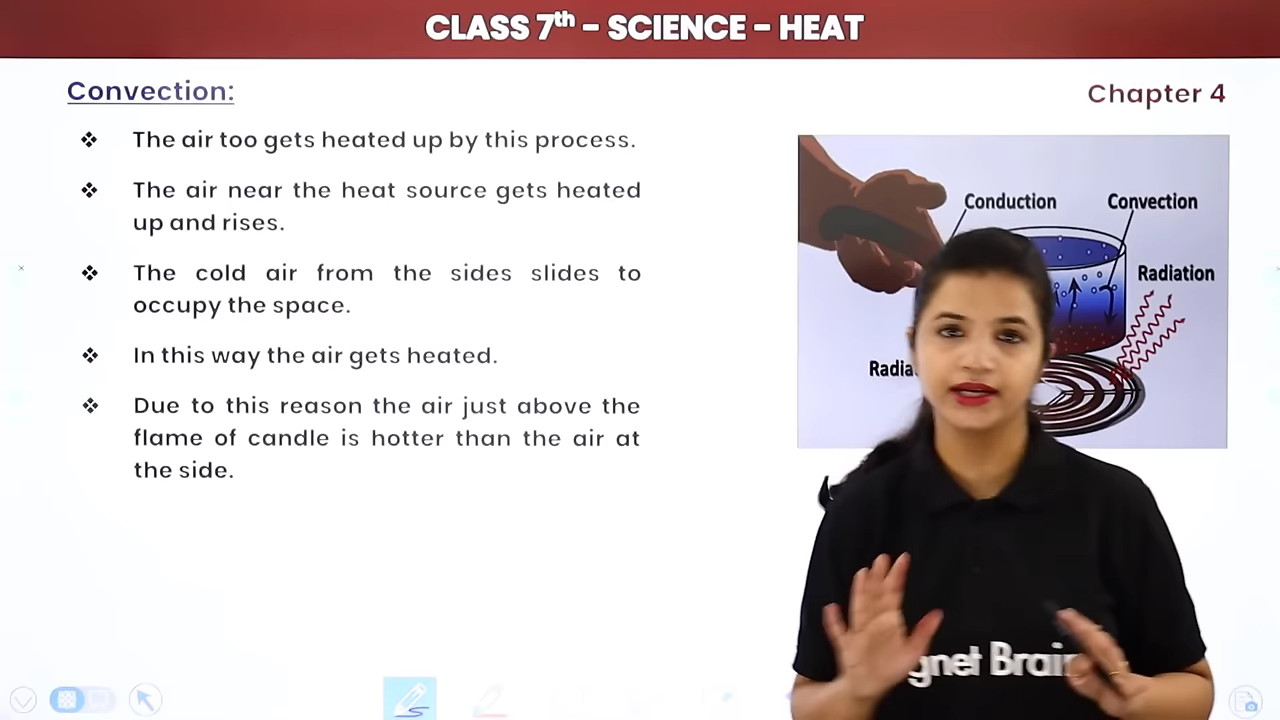 CLASS 7th - SCIENCE - HEAT
Convection:
Chapter 4
❖ The air too gets heated up by this process.
❖ The air near the heat source gets heated
up and rises.
❖ The cold air from the sides slides to
occupy the space.
❖ In this way the air gets heated.
❖ Due to this reason the air just above the
flame of candle is hotter than the air at
the side.
Conduction
Convection
Radiation